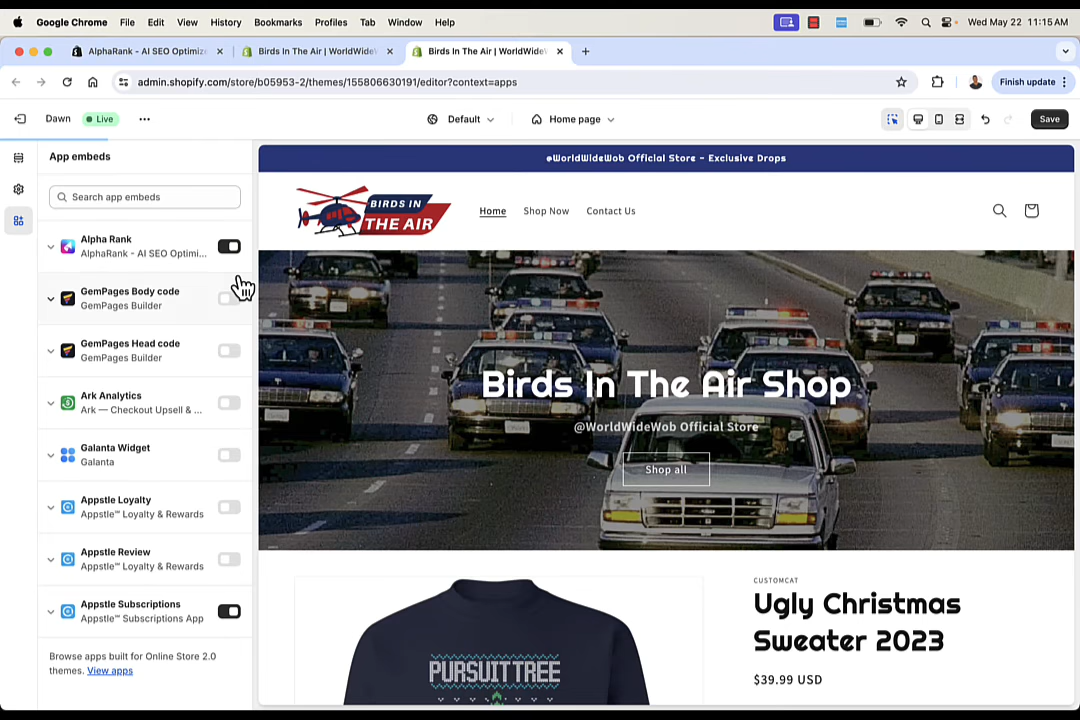 Google Chrome File Edit View History Bookmarks Profiles Tab Window Help Wed May 22 11:15 AM
AlphaRank - AI SEO Optimiz
Birds In The Air | WorldWide
Birds In The Air | WorldWide
admin.shopify.com/store/b05953-2/themes/155806630191/editor?context=apps
Finish update
Dawn Live Default Home page Save
App embeds
Search app embeds
Alpha Rank
AlphaRank - AI SEO Optimi...
GemPages Body code
GemPages Builder
GemPages Head code
GemPages Builder
Ark Analytics
Ark — Checkout Upsell & ...
Galanta Widget
Galanta
Appstle Loyalty
Appstle℠ Loyalty & Rewards
Appstle Review
Appstle℠ Loyalty & Rewards
Appstle Subscriptions
Appstle℠ Subscriptions App
Browse apps built for Online Store 2.0
themes. View apps
@WorldWideWob Official Store - Exclusive Drops
BIRDS IN
THE AIR
Home Shop Now Contact Us
Birds In The Air Shop
@WorldWideWob Official Store
Shop all
PURSUIT TREE
CUSTOMCAT
Ugly Christmas
Sweater 2023
$39.99 USD